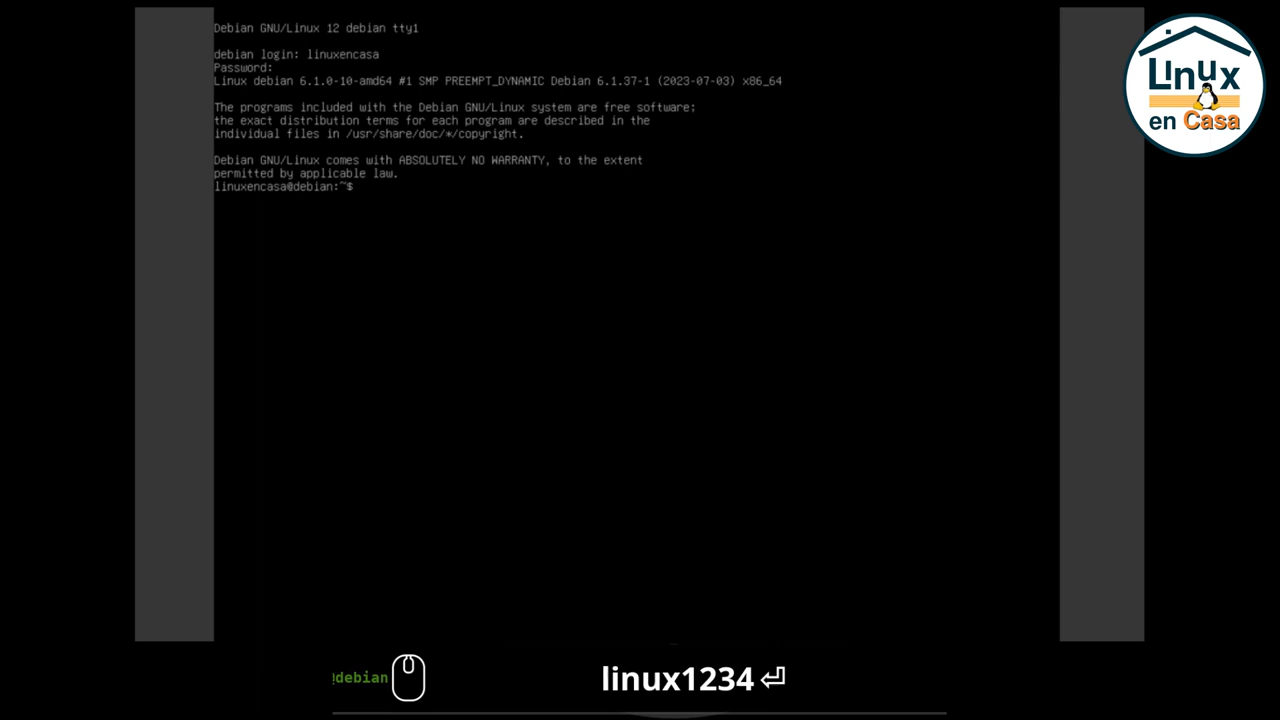 Debian GNU/Linux 12 debian tty1
debian login: linuxencasa
Password:
Linux debian 6.1.0-10-amd64 #1 SMP PREEMPT_DYNAMIC Debian 6.1.37-1 (2023-07-03) x86_64
The programs included with the Debian GNU/Linux system are free software;
the exact distribution terms for each program are described in the
individual files in /usr/share/doc/*/copyright.
Debian GNU/Linux comes with ABSOLUTELY NO WARRANTY, to the extent
permitted by applicable law.
linuxencasa@debian:~$
Linux
en Casa
@debian
linux1234 ⏎